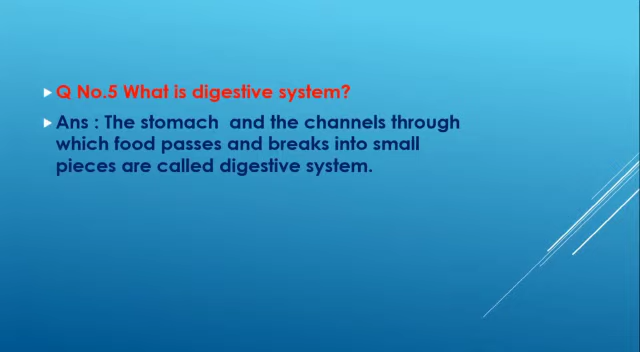 Q No.5 What is digestive system?
Ans : The stomach  and the channels through
which food passes and breaks into small
pieces are called digestive system.